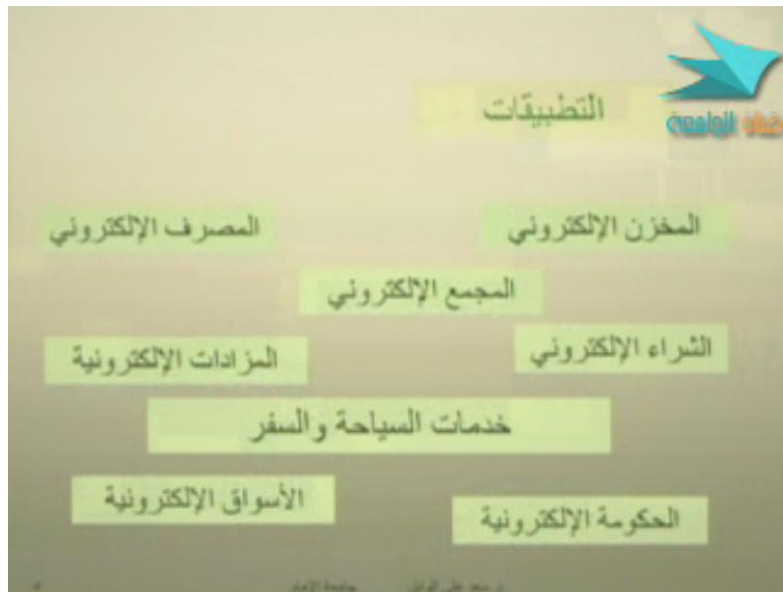 التطبيقات
المخزن الإلكتروني
المصرف الإلكتروني
المجمع الإلكتروني
الشراء الإلكتروني
المزادات الإلكترونية
خدمات السياحة والسفر
الأسواق الإلكترونية
الحكومة الإلكترونية